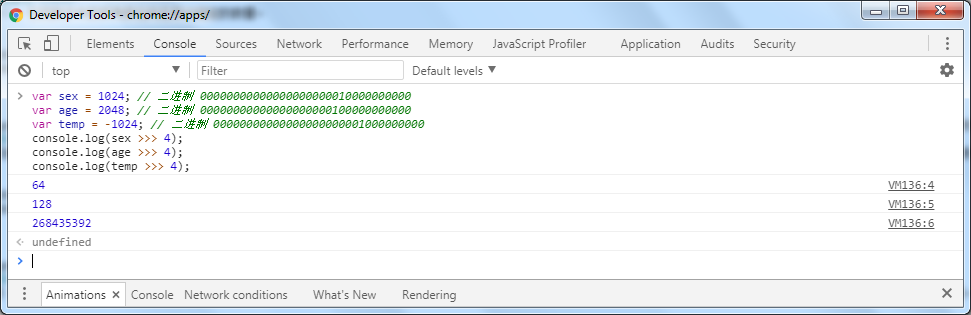 Developer Tools - chrome://apps/
Elements Console Sources Network Performance Memory JavaScript Profiler Application Audits Security
top Filter Default levels
var sex = 1024; // 二进制 00000000000000000000010000000000
var age = 2048; // 二进制 00000000000000000000100000000000
var temp = -1024; // 二进制 00000000000000000000001000000000
console.log(sex >>> 4);
console.log(age >>> 4);
console.log(temp >>> 4);
64 VM136:4
128 VM136:5
268435392 VM136:6
undefined
Animations Console Network conditions What's New Rendering